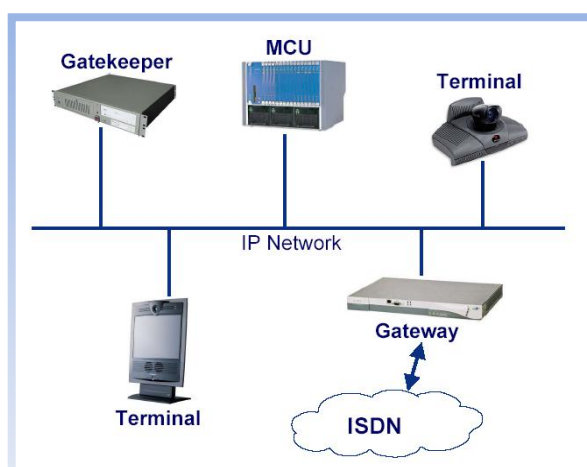 MCU
Gatekeeper
Terminal
IP Network
Gateway
Terminal
ISDN